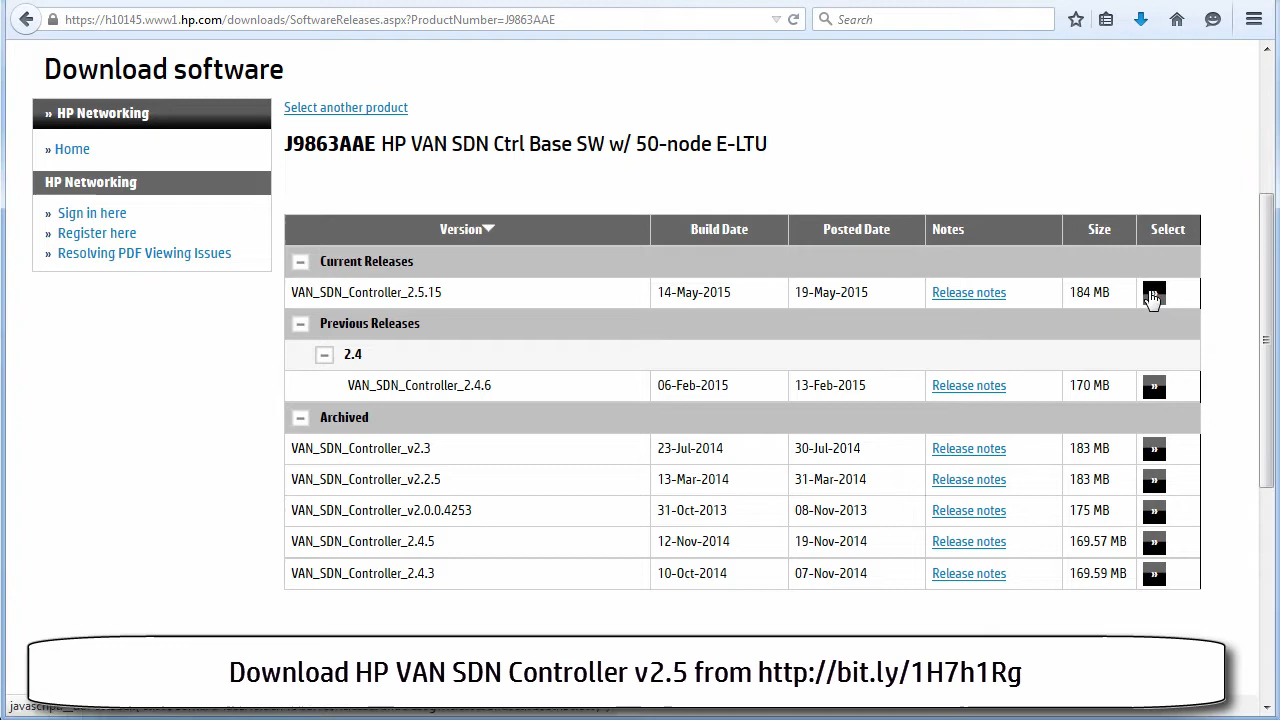 https://h10145.www1.hp.com/downloads/SoftwareReleases.aspx?ProductNumber=J9863AAE
Search
Download software
» HP Networking
» Home
HP Networking
» Sign in here
» Register here
» Resolving PDF Viewing Issues
Select another product
J9863AAE HP VAN SDN Ctrl Base SW w/ 50-node E-LTU
Version Build Date Posted Date Notes Size Select
Current Releases
VAN_SDN_Controller_2.5.15 14-May-2015 19-May-2015 Release notes 184 MB
Previous Releases
2.4
VAN_SDN_Controller_2.4.6 06-Feb-2015 13-Feb-2015 Release notes 170 MB »
Archived
VAN_SDN_Controller_v2.3 23-Jul-2014 30-Jul-2014 Release notes 183 MB »
VAN_SDN_Controller_v2.2.5 13-Mar-2014 31-Mar-2014 Release notes 183 MB »
VAN_SDN_Controller_v2.0.0.4253 31-Oct-2013 08-Nov-2013 Release notes 175 MB »
VAN_SDN_Controller_2.4.5 12-Nov-2014 19-Nov-2014 Release notes 169.57 MB »
VAN_SDN_Controller_2.4.3 10-Oct-2014 07-Nov-2014 Release notes 169.59 MB »
Download HP VAN SDN Controller v2.5 from http://bit.ly/1H7h1Rg